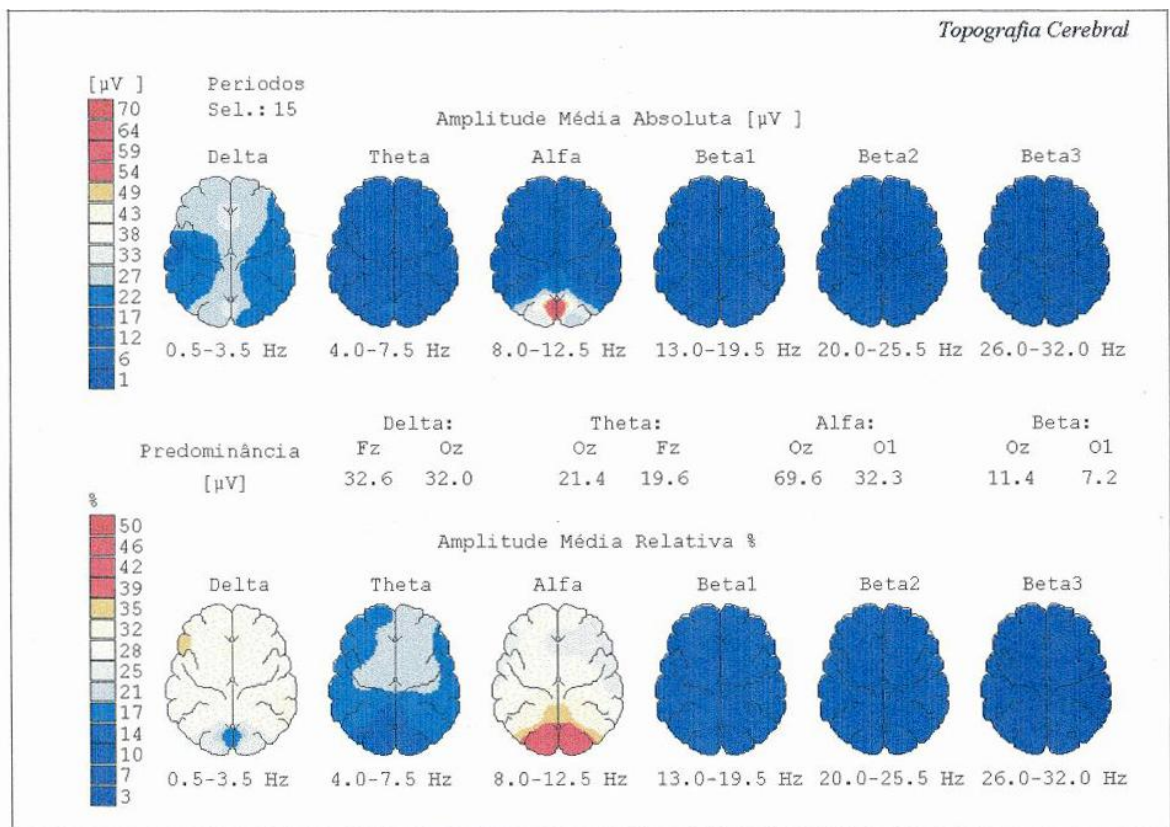 Topografia Cerebral
[µV ]
Periodos
Sel.: 15
70
64
59
54
49
43
38
33
27
22
17
12
6
1
Amplitude Média Absoluta [µV ]
Delta Theta Alfa Beta1 Beta2 Beta3
0.5-3.5 Hz 4.0-7.5 Hz 8.0-12.5 Hz 13.0-19.5 Hz 20.0-25.5 Hz 26.0-32.0 Hz
Delta: Theta: Alfa: Beta:
Predominância Fz Oz Oz Fz Oz O1 Oz O1
[µV] 32.6 32.0 21.4 19.6 69.6 32.3 11.4 7.2
%
50
46
42
39
35
32
28
25
21
17
14
10
7
3
Amplitude Média Relativa %
Delta Theta Alfa Beta1 Beta2 Beta3
0.5-3.5 Hz 4.0-7.5 Hz 8.0-12.5 Hz 13.0-19.5 Hz 20.0-25.5 Hz 26.0-32.0 Hz